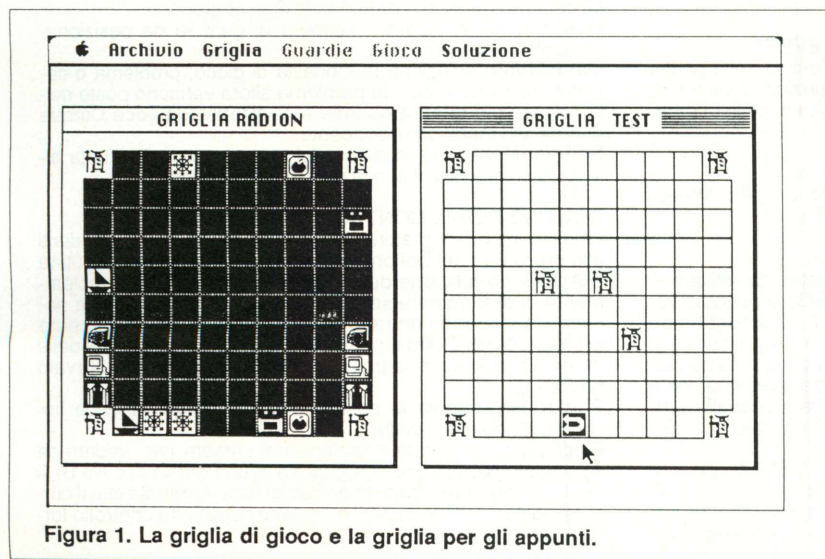 Archivio Griglia Guardie Gioco Soluzione
GRIGLIA RADION
GRIGLIA TEST
Figura 1. La griglia di gioco e la griglia per gli appunti.